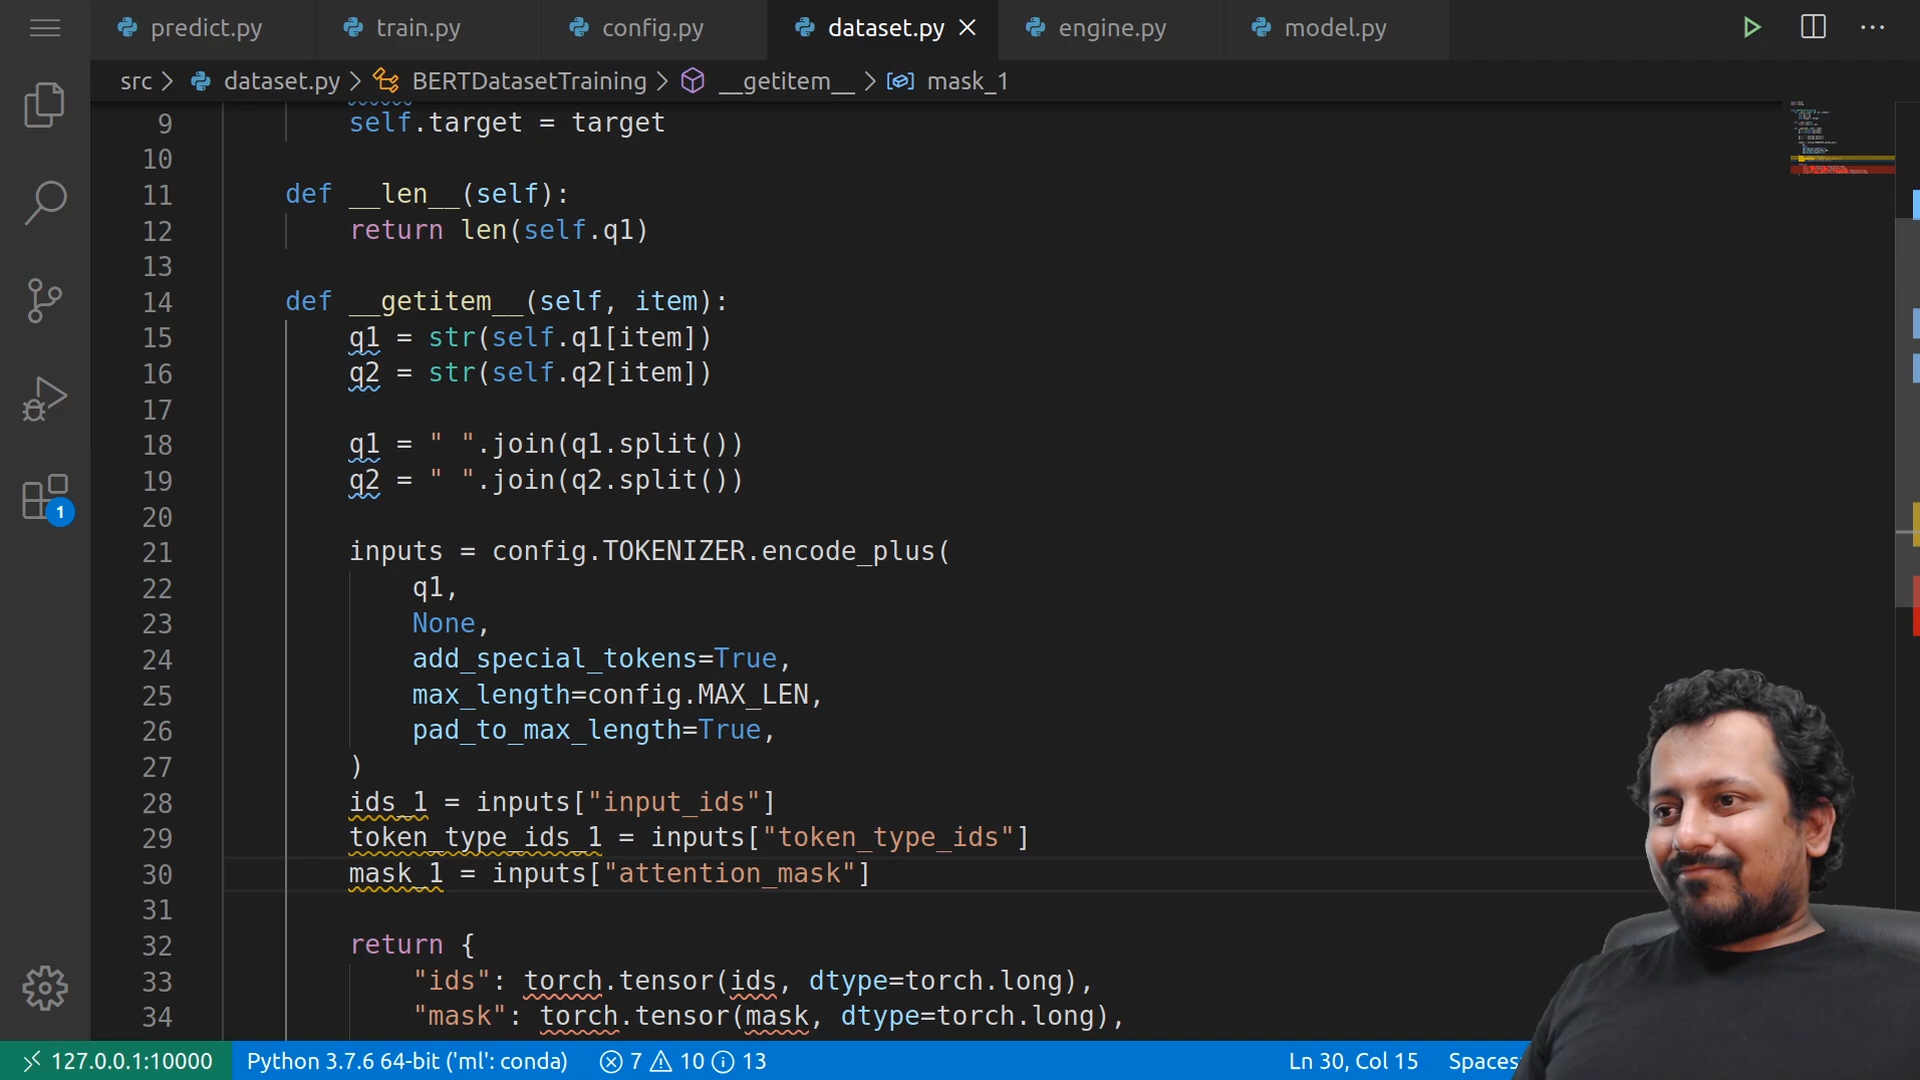 predict.py train.py config.py dataset.py engine.py model.py
src dataset.py BERTDatasetTraining __getitem__ mask_1
9 self.target = target
10
11 def __len__(self):
12 return len(self.q1)
13
14 def __getitem__(self, item):
15 q1 = str(self.q1[item])
16 q2 = str(self.q2[item])
17
18 q1 = " ".join(q1.split())
19 q2 = " ".join(q2.split())
20
21 inputs = config.TOKENIZER.encode_plus(
22 q1,
23 None,
24 add_special_tokens=True,
25 max_length=config.MAX_LEN,
26 pad_to_max_length=True,
27 )
28 ids_1 = inputs["input_ids"]
29 token_type_ids_1 = inputs["token_type_ids"]
30 mask_1 = inputs["attention_mask"]
31
32 return {
33 "ids": torch.tensor(ids, dtype=torch.long),
34 "mask": torch.tensor(mask, dtype=torch.long),
1
127.0.0.1:10000 Python 3.7.6 64-bit ('ml': conda) 7 10 13 Ln 30, Col 15 Spaces